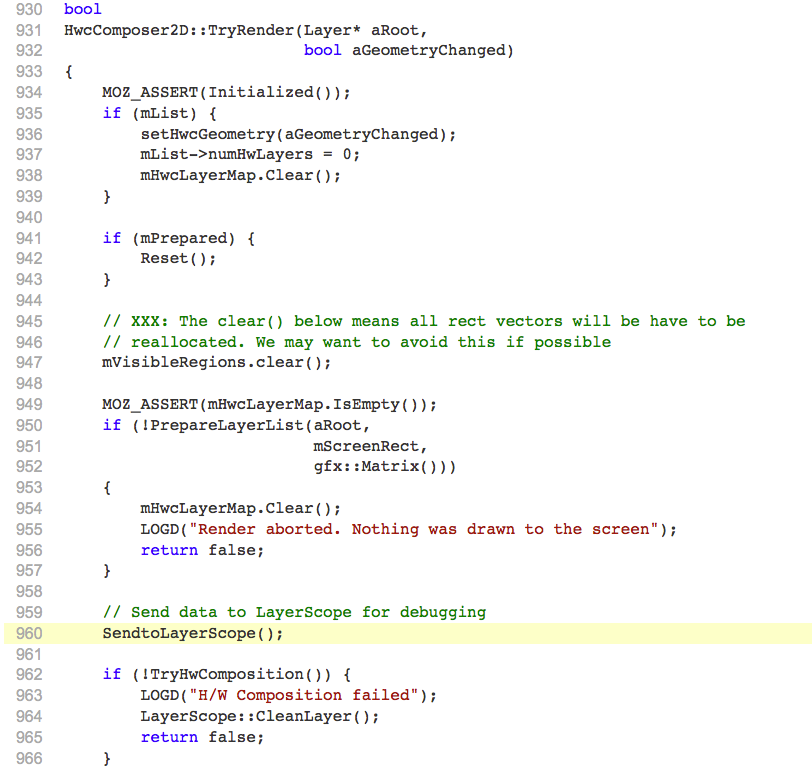 930 bool
931 HwcComposer2D::TryRender(Layer* aRoot,
932                          bool aGeometryChanged)
933 {
934     MOZ_ASSERT(Initialized());
935     if (mList) {
936         setHwcGeometry(aGeometryChanged);
937         mList->numHwLayers = 0;
938         mHwcLayerMap.Clear();
939     }
940
941     if (mPrepared) {
942         Reset();
943     }
944
945     // XXX: The clear() below means all rect vectors will be have to be
946     // reallocated. We may want to avoid this if possible
947     mVisibleRegions.clear();
948
949     MOZ_ASSERT(mHwcLayerMap.IsEmpty());
950     if (!PrepareLayerList(aRoot,
951                           mScreenRect,
952                           gfx::Matrix()))
953     {
954         mHwcLayerMap.Clear();
955         LOGD("Render aborted. Nothing was drawn to the screen");
956         return false;
957     }
958
959     // Send data to LayerScope for debugging
960     SendtoLayerScope();
961
962     if (!TryHwComposition()) {
963         LOGD("H/W Composition failed");
964         LayerScope::CleanLayer();
965         return false;
966     }